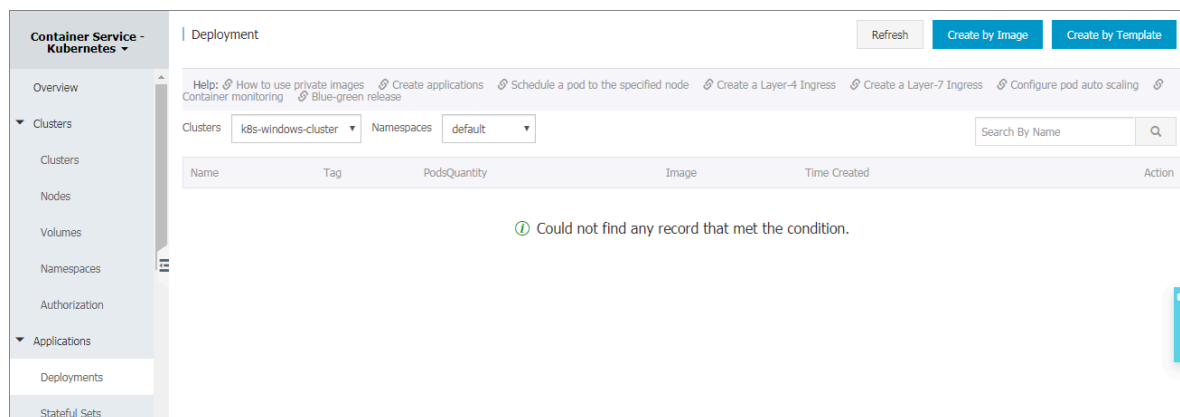 Container Service -
Kubernetes
Overview
Clusters
Clusters
Nodes
Volumes
Namespaces
Authorization
Applications
Deployments
Stateful Sets
Deployment
Refresh
Create by Image
Create by Template
Help: How to use private images Create applications Schedule a pod to the specified node Create a Layer-4 Ingress Create a Layer-7 Ingress Configure pod auto scaling
Container monitoring Blue-green release
Clusters k8s-windows-cluster Namespaces default Search By Name
Name Tag PodsQuantity Image Time Created Action
Could not find any record that met the condition.